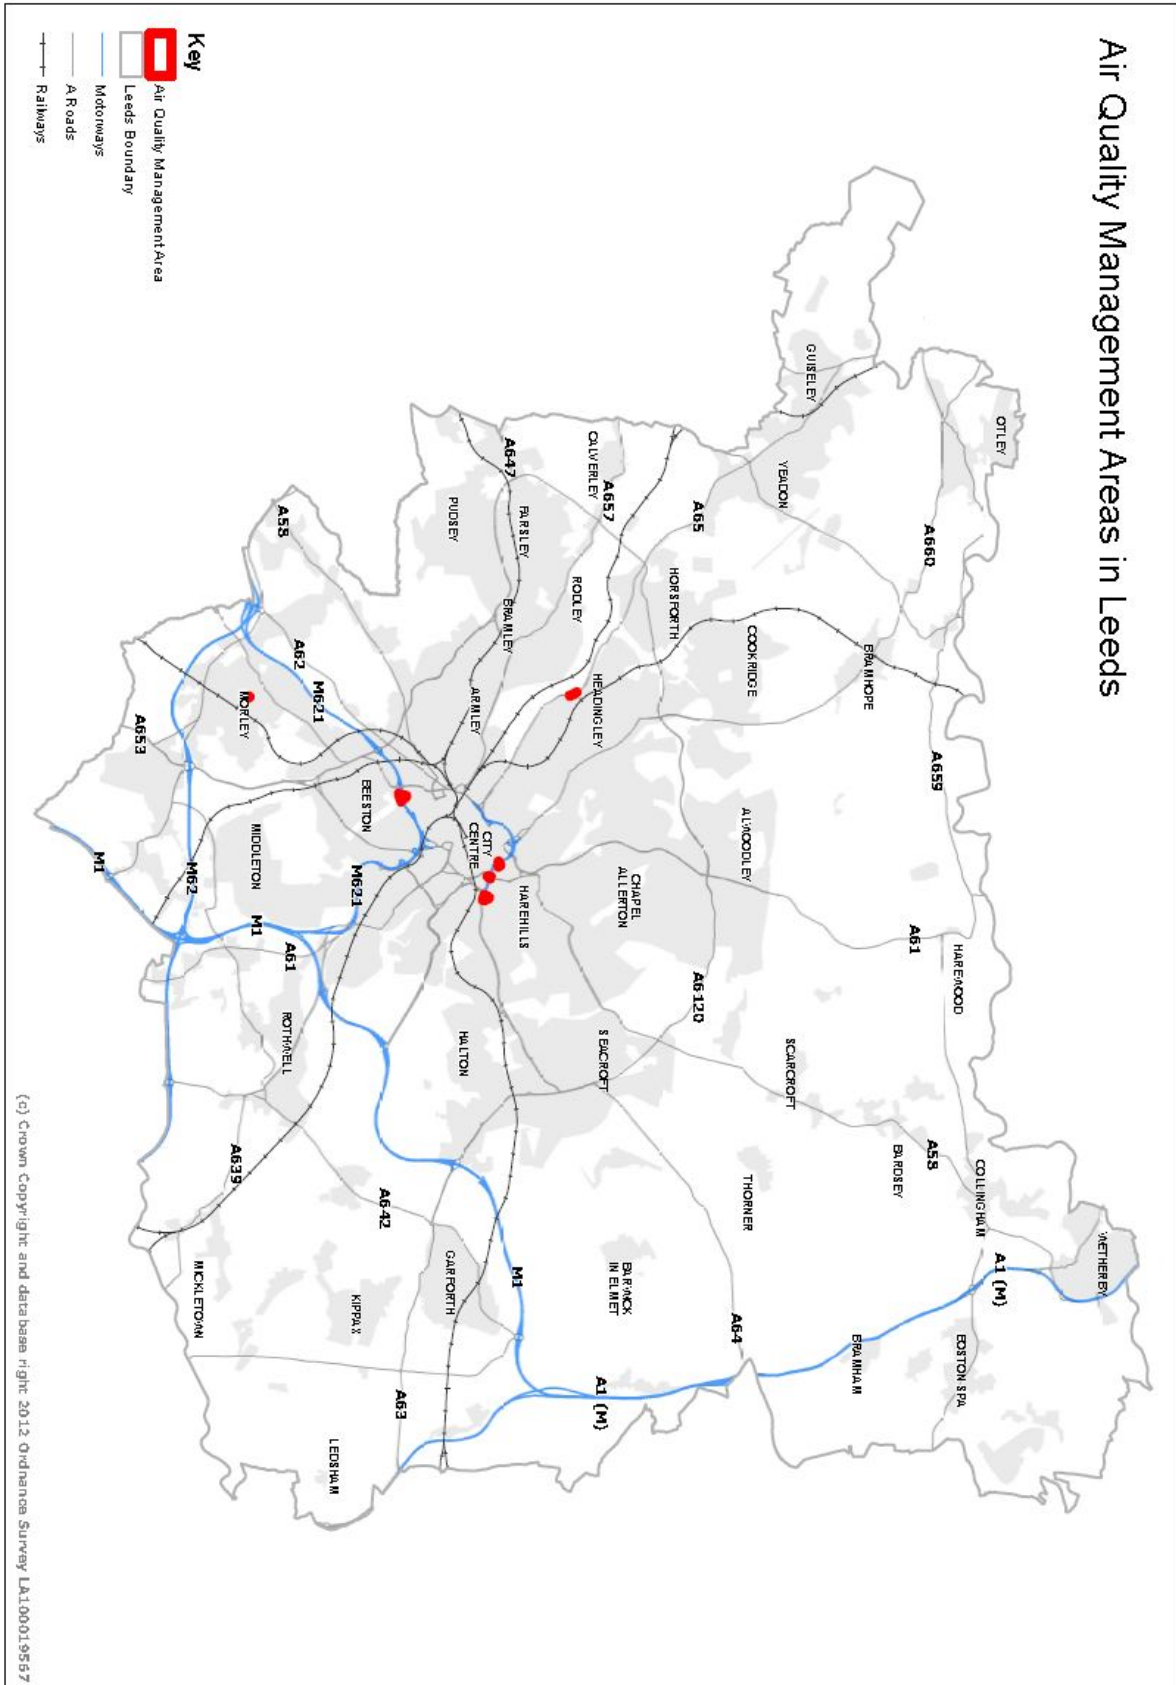 Air Quality Management Areas in Leeds
OTLEY
GUISELEY
YEADON
A660
A659
A65
BRAMHOPE
COOKRIDGE
HORSFORTH
CALVERLEY
A657
RODLEY
HEADINGLEY
A647
FARSLEY
PUDSEY
BRAMLEY
ARMLEY
A58
A62
M621
MORLEY
A653
BEESTON
MIDDLETON
M621
M62
M1
M1
A61
CITY
CENTRE
HAREHILLS
CHAPEL
ALLERTON
ALWOODLEY
A61
HAREWOOD
A6120
SEACROFT
SCARCROFT
HALTON
ROTHWELL
A639
A642
A58
BARDSEY
COLLINGHAM
WETHERBY
A1 (M)
THORNER
BARWICK
IN ELMET
A64
BRAMHAM
BOSTON SPA
M1
GARFORTH
KIPPAX
MICKLETOWN
A63
A1 (M)
LEDSHAM
Key
Air Quality Management Area
Leeds Boundary
Motorways
A Roads
Railways
(c) Crown Copyright and database right 2012 Ordnance Survey LA100019567